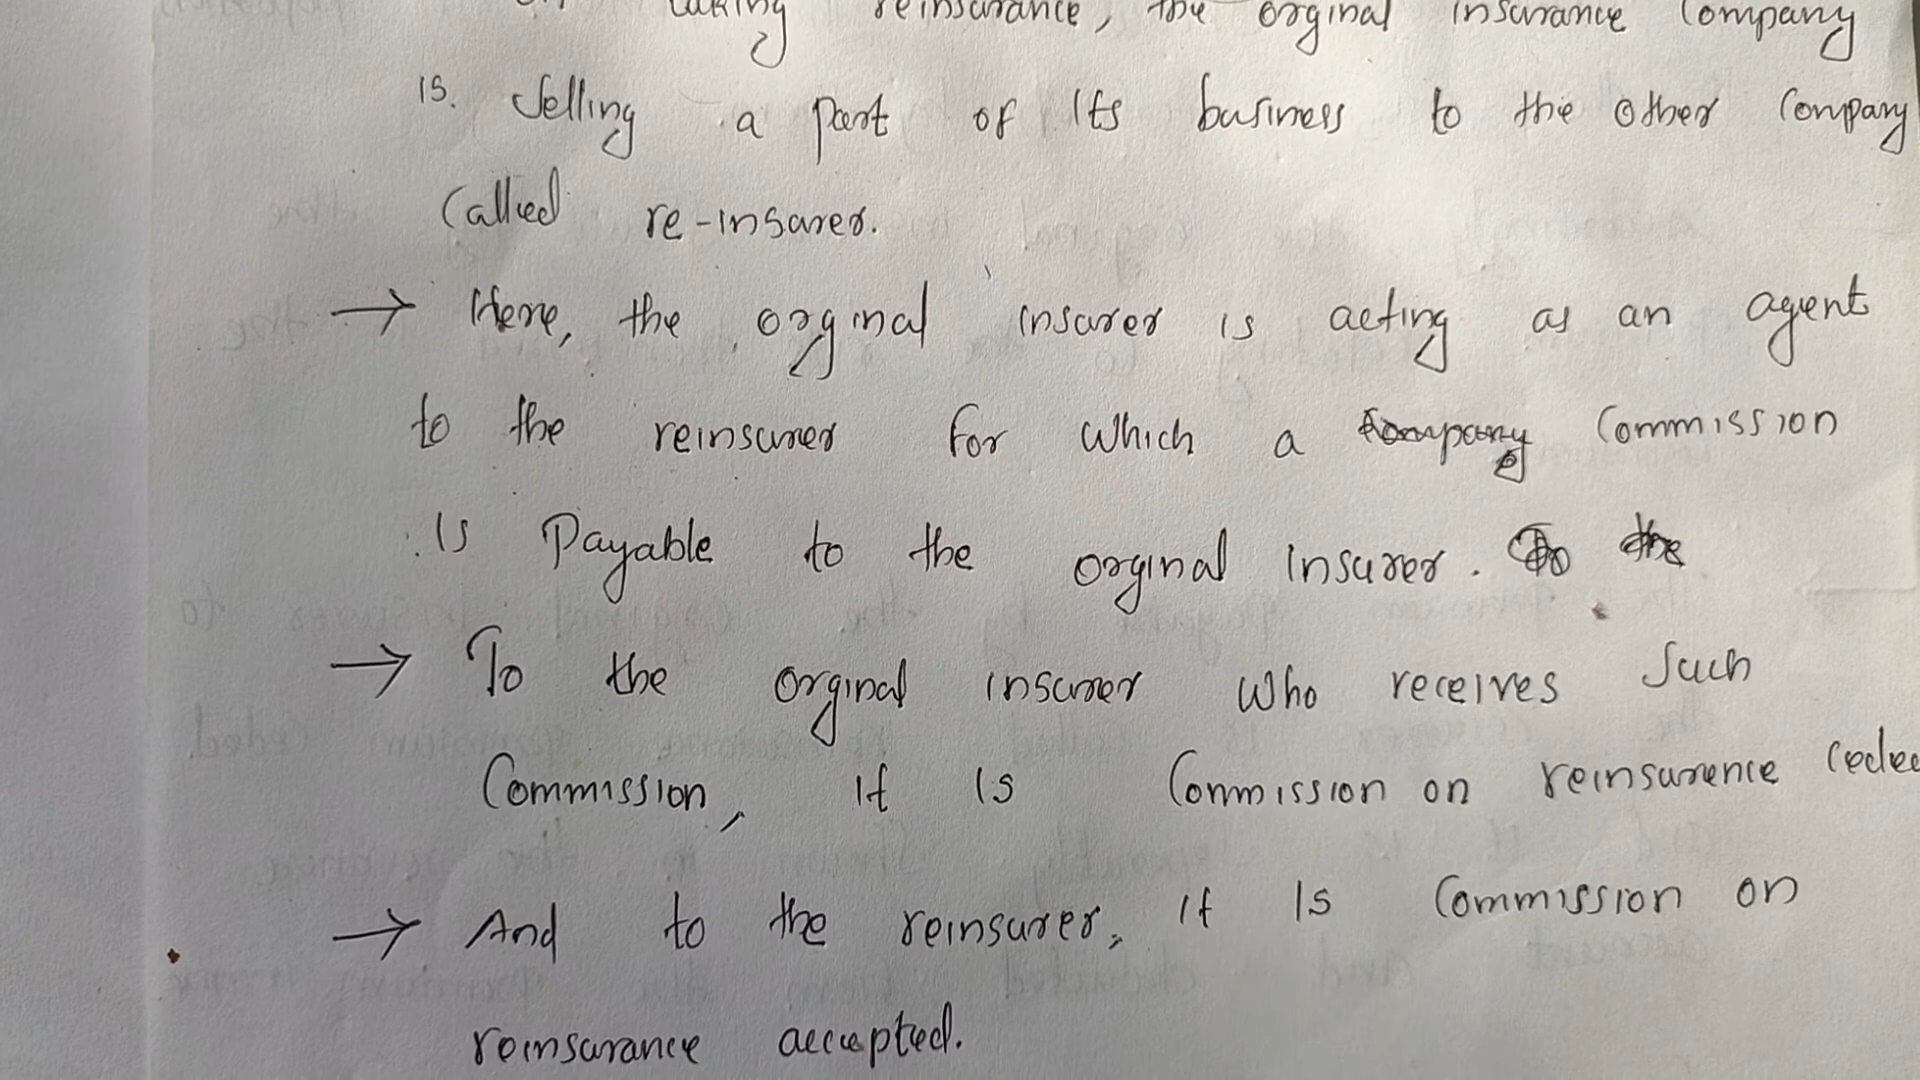 taking reinsurance, the orginal insurance Company
is. Selling a part of its business to the other Company
Called re-insurer.
→ Here, the orginal insurer is acting as an agent
to the reinsurer for which a Commission
is Payable to the orginal insurer.
→ To the orginal insurer who receives Such
Commission, it is Commission on reinsurence Ceded
→ And to the reinsurer, it is Commission on
reinsurance accepted.